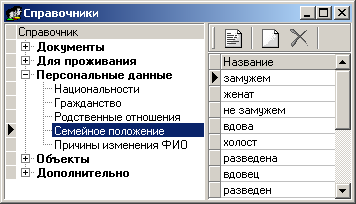 Справочники
Справочник
Документы
Для проживания
Персональные данные
Национальности
Гражданство
Родственные отношения
Семейное положение
Причины изменения ФИО
Объекты
Дополнительно
Название
замужем
женат
не замужем
вдова
холост
разведена
вдовец
разведен